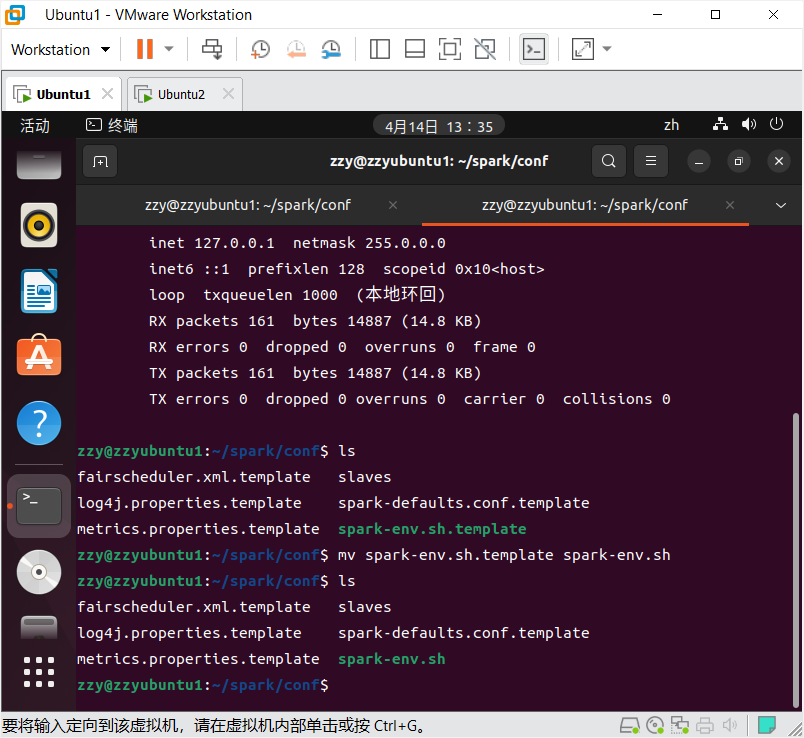 Ubuntu1 - VMware Workstation
Workstation
Ubuntu1
Ubuntu2
活动 终端 4月14日 13：35 zh
zzy@zzyubuntu1: ~/spark/conf
zzy@zzyubuntu1: ~/spark/conf
zzy@zzyubuntu1: ~/spark/conf
inet 127.0.0.1  netmask 255.0.0.0
inet6 ::1  prefixlen 128  scopeid 0x10<host>
loop  txqueuelen 1000  (本地环回)
RX packets 161  bytes 14887 (14.8 KB)
RX errors 0  dropped 0  overruns 0  frame 0
TX packets 161  bytes 14887 (14.8 KB)
TX errors 0  dropped 0 overruns 0  carrier 0  collisions 0
zzy@zzyubuntu1:~/spark/conf$ ls
fairscheduler.xml.template   slaves
log4j.properties.template    spark-defaults.conf.template
metrics.properties.template  spark-env.sh.template
zzy@zzyubuntu1:~/spark/conf$ mv spark-env.sh.template spark-env.sh
zzy@zzyubuntu1:~/spark/conf$ ls
fairscheduler.xml.template   slaves
log4j.properties.template    spark-defaults.conf.template
metrics.properties.template  spark-env.sh
zzy@zzyubuntu1:~/spark/conf$
要将输入定向到该虚拟机，请在虚拟机内部单击或按 Ctrl+G。